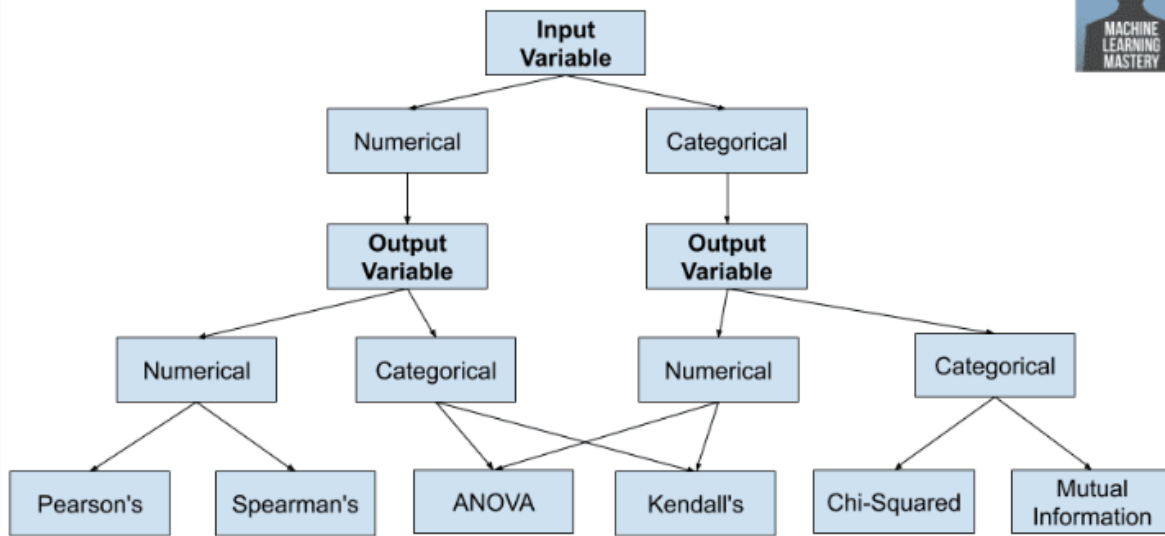 Input
Variable
MACHINE
LEARNING
MASTERY
Numerical
Categorical
Output
Variable
Output
Variable
Numerical
Categorical
Numerical
Categorical
Pearson's
Spearman's
ANOVA
Kendall's
Chi-Squared
Mutual
Information